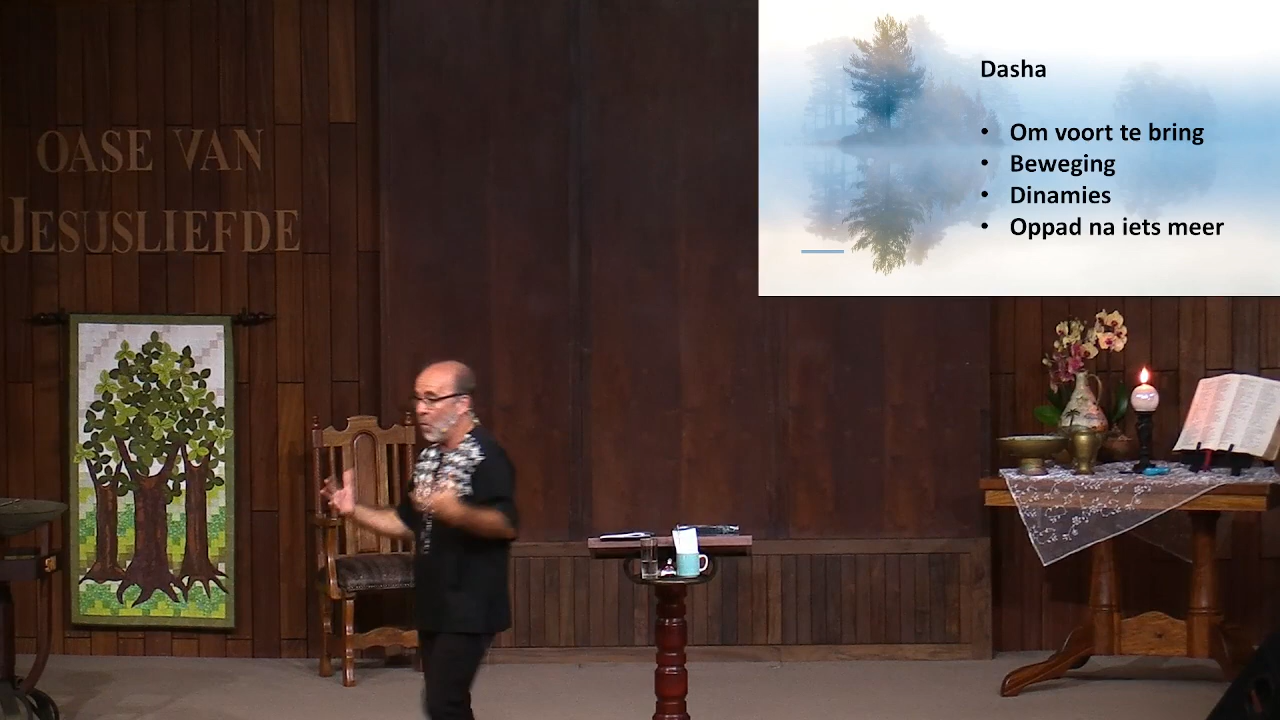 OASE VAN
JESUSLIEFDE
Dasha
• Om voort te bring
• Beweging
• Dinamies
• Oppad na iets meer